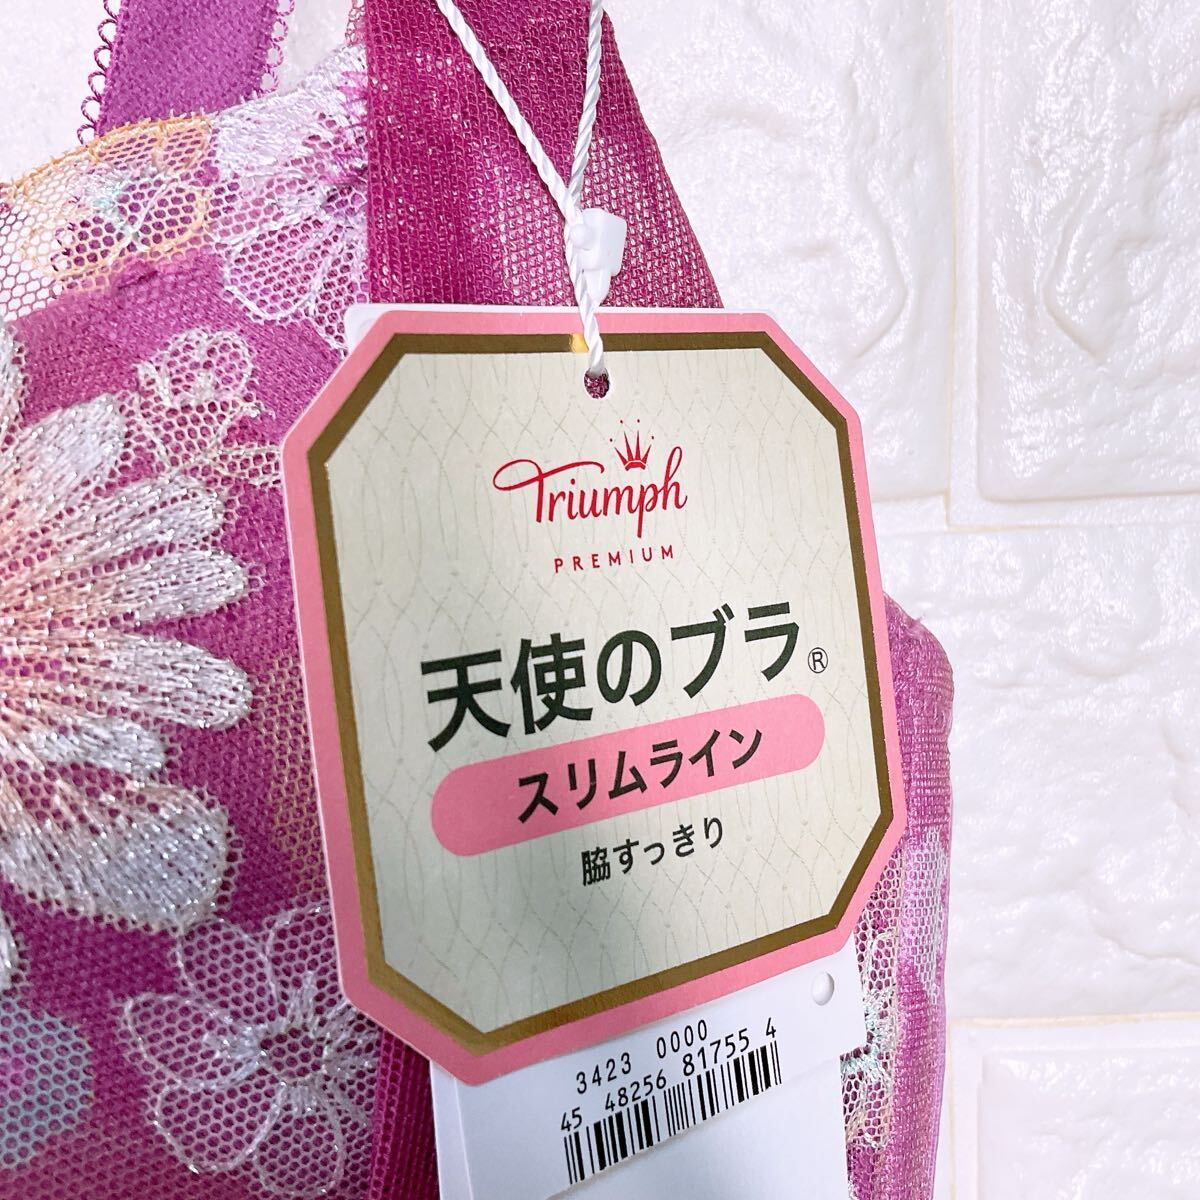 Triumph
PREMIUM
天使のブラ®
スリムライン
脇すっきり
3423 0000
45 48256 81755 4